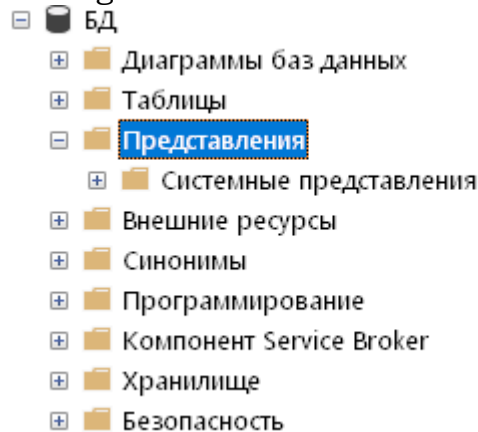 БД
Диаграммы баз данных
Таблицы
Представления
Системные представления
Внешние ресурсы
Синонимы
Программирование
Компонент Service Broker
Хранилище
Безопасность